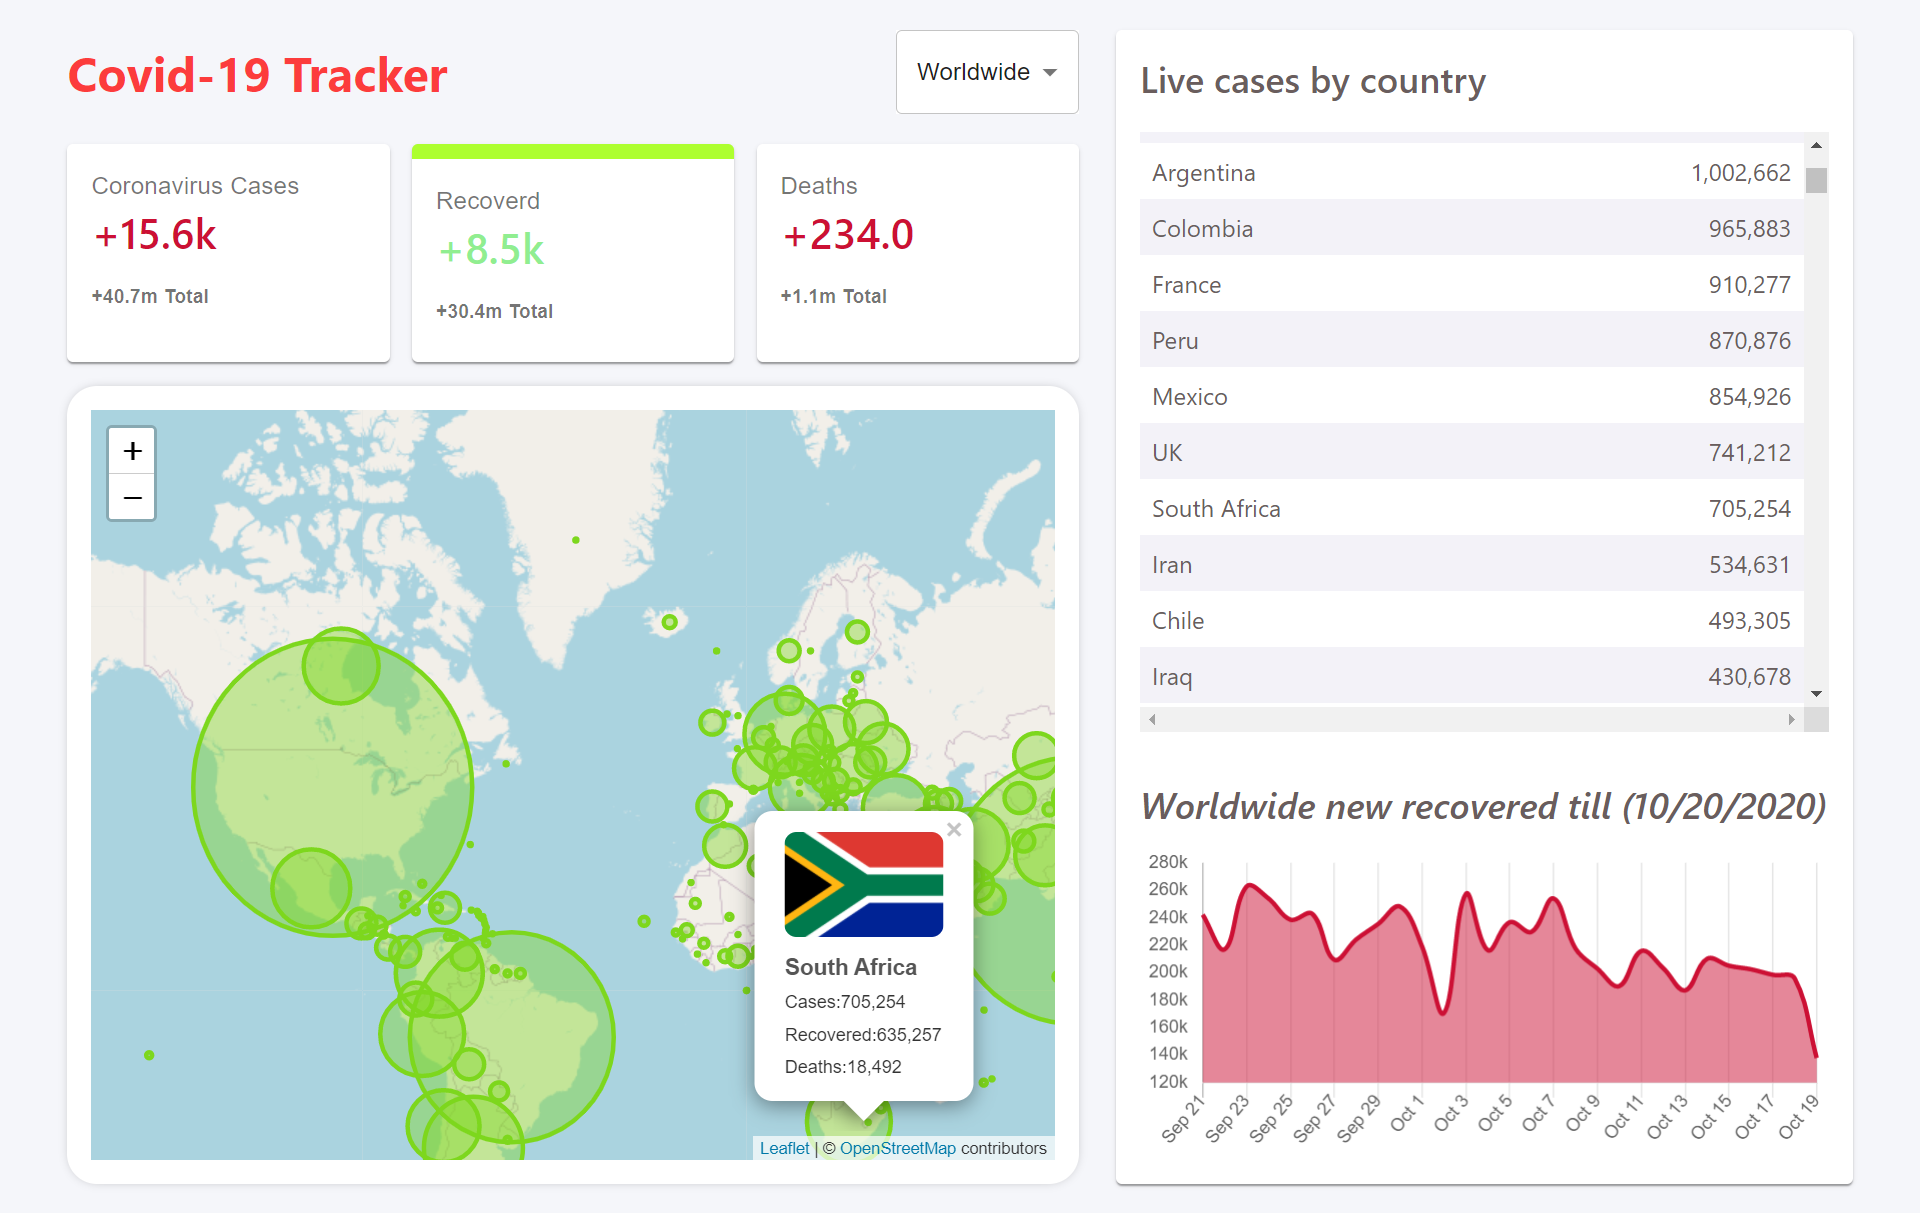 Covid-19 Tracker
Worldwide
Coronavirus Cases
+15.6k
+40.7m Total
Recoverd
+8.5k
+30.4m Total
Deaths
+234.0
+1.1m Total
+
−
×
South Africa
Cases:705,254
Recovered:635,257
Deaths:18,492
Leaflet | © OpenStreetMap contributors
Live cases by country
Argentina 1,002,662
Colombia 965,883
France 910,277
Peru 870,876
Mexico 854,926
UK 741,212
South Africa 705,254
Iran 534,631
Chile 493,305
Iraq 430,678
Worldwide new recovered till (10/20/2020)
280k
260k
240k
220k
200k
180k
160k
140k
120k
Sep 21 Sep 23 Sep 25 Sep 27 Sep 29 Oct 1 Oct 3 Oct 5 Oct 7 Oct 9 Oct 11 Oct 13 Oct 15 Oct 17 Oct 19